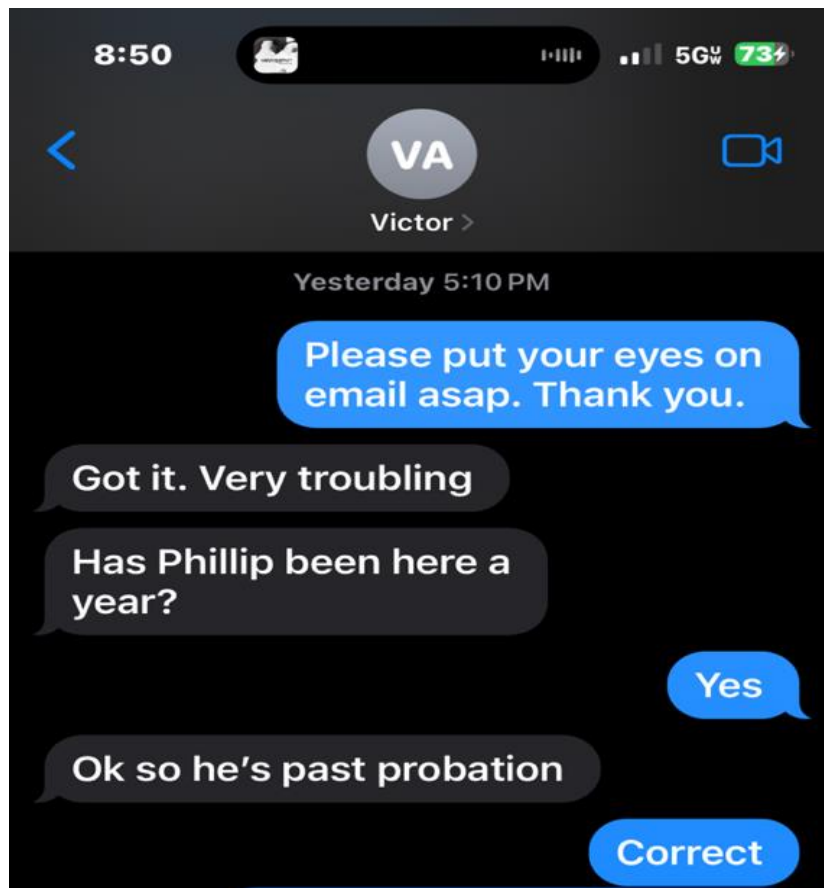 8:50 5G 73
VA
Victor >
Yesterday 5:10 PM
Please put your eyes on
email asap. Thank you.
Got it. Very troubling
Has Phillip been here a
year?
Yes
Ok so he's past probation
Correct